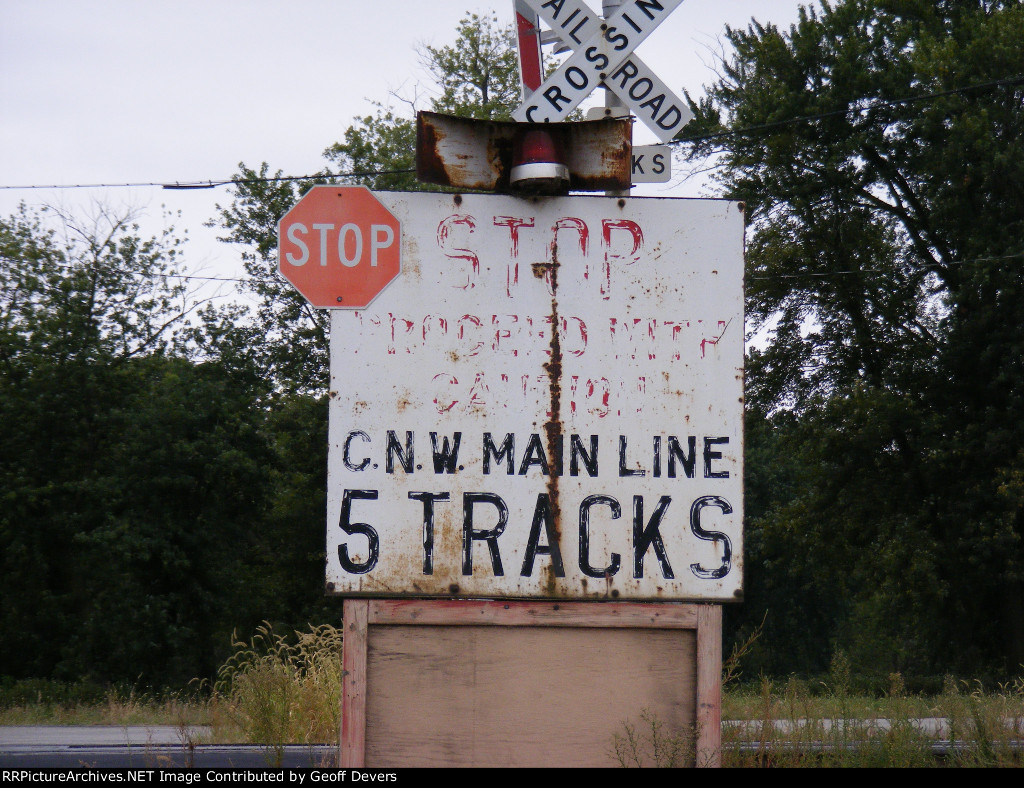 RAILROAD
CROSSING
KS
STOP
STOP
PROCEED WITH
CAUTION
C.N.W. MAIN LINE
5 TRACKS
RRPictureArchives.NET Image Contributed by Geoff Devers